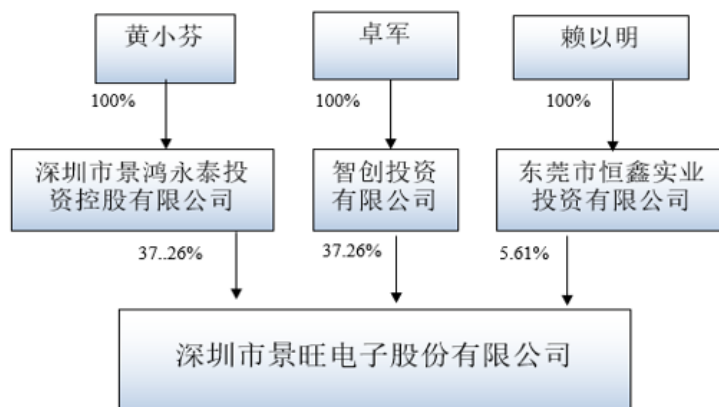 黄小芬
卓军
赖以明
100%
100%
100%
深圳市景鸿永泰投
资控股有限公司
智创投资
有限公司
东莞市恒鑫实业
投资有限公司
37..26%
37.26%
5.61%
深圳市景旺电子股份有限公司